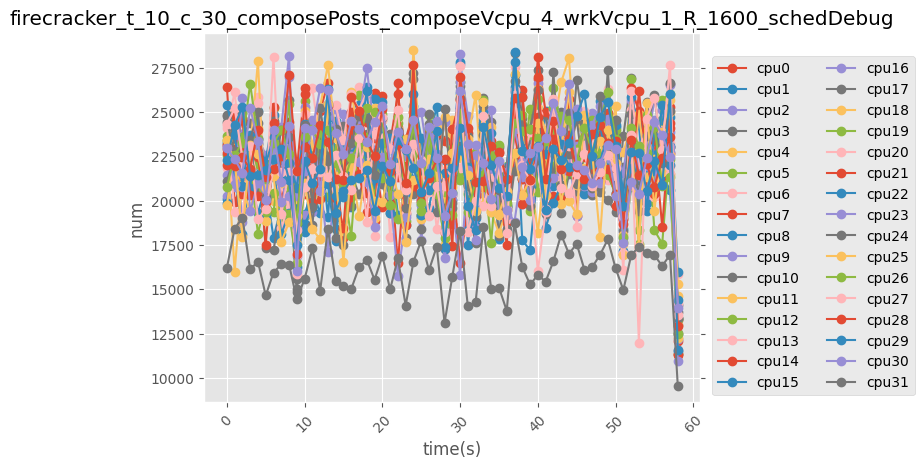 firecracker_t_10_c_30_composePosts_composeVcpu_4_wrkVcpu_1_R_1600_schedDebug
num
27500
25000
22500
20000
17500
15000
12500
10000
0
10
20
30
40
50
60
time(s)
cpu0
cpu1
cpu2
cpu3
cpu4
cpu5
cpu6
cpu7
cpu8
cpu9
cpu10
cpu11
cpu12
cpu13
cpu14
cpu15
cpu16
cpu17
cpu18
cpu19
cpu20
cpu21
cpu22
cpu23
cpu24
cpu25
cpu26
cpu27
cpu28
cpu29
cpu30
cpu31